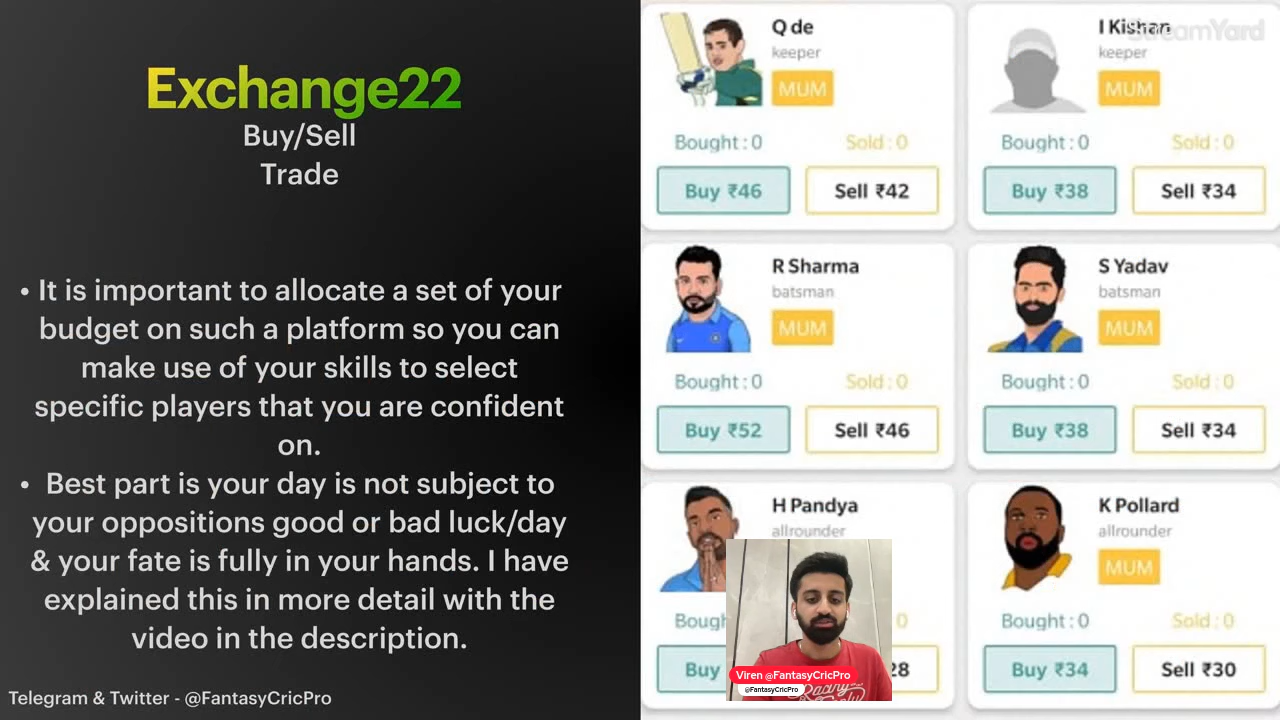 Exchange22
Buy/Sell
Trade
• It is important to allocate a set of your
budget on such a platform so you can
make use of your skills to select
specific players that you are confident
on.
• Best part is your day is not subject to
your oppositions good or bad luck/day
& your fate is fully in your hands. I have
explained this in more detail with the
video in the description.
Telegram & Twitter - @FantasyCricPro
StreamYard
Q de
keeper
MUM
Bought : 0 Sold : 0
Buy ₹46 Sell ₹42
I Kishan
keeper
MUM
Bought : 0 Sold : 0
Buy ₹38 Sell ₹34
R Sharma
batsman
MUM
Bought : 0 Sold : 0
Buy ₹52 Sell ₹46
S Yadav
batsman
MUM
Bought : 0 Sold : 0
Buy ₹38 Sell ₹34
H Pandya
allrounder
0
Buy 28
K Pollard
allrounder
MUM
Bought : 0 Sold : 0
Buy ₹34 Sell ₹30
Viren @FantasyCricPro
@FantasyCricPro